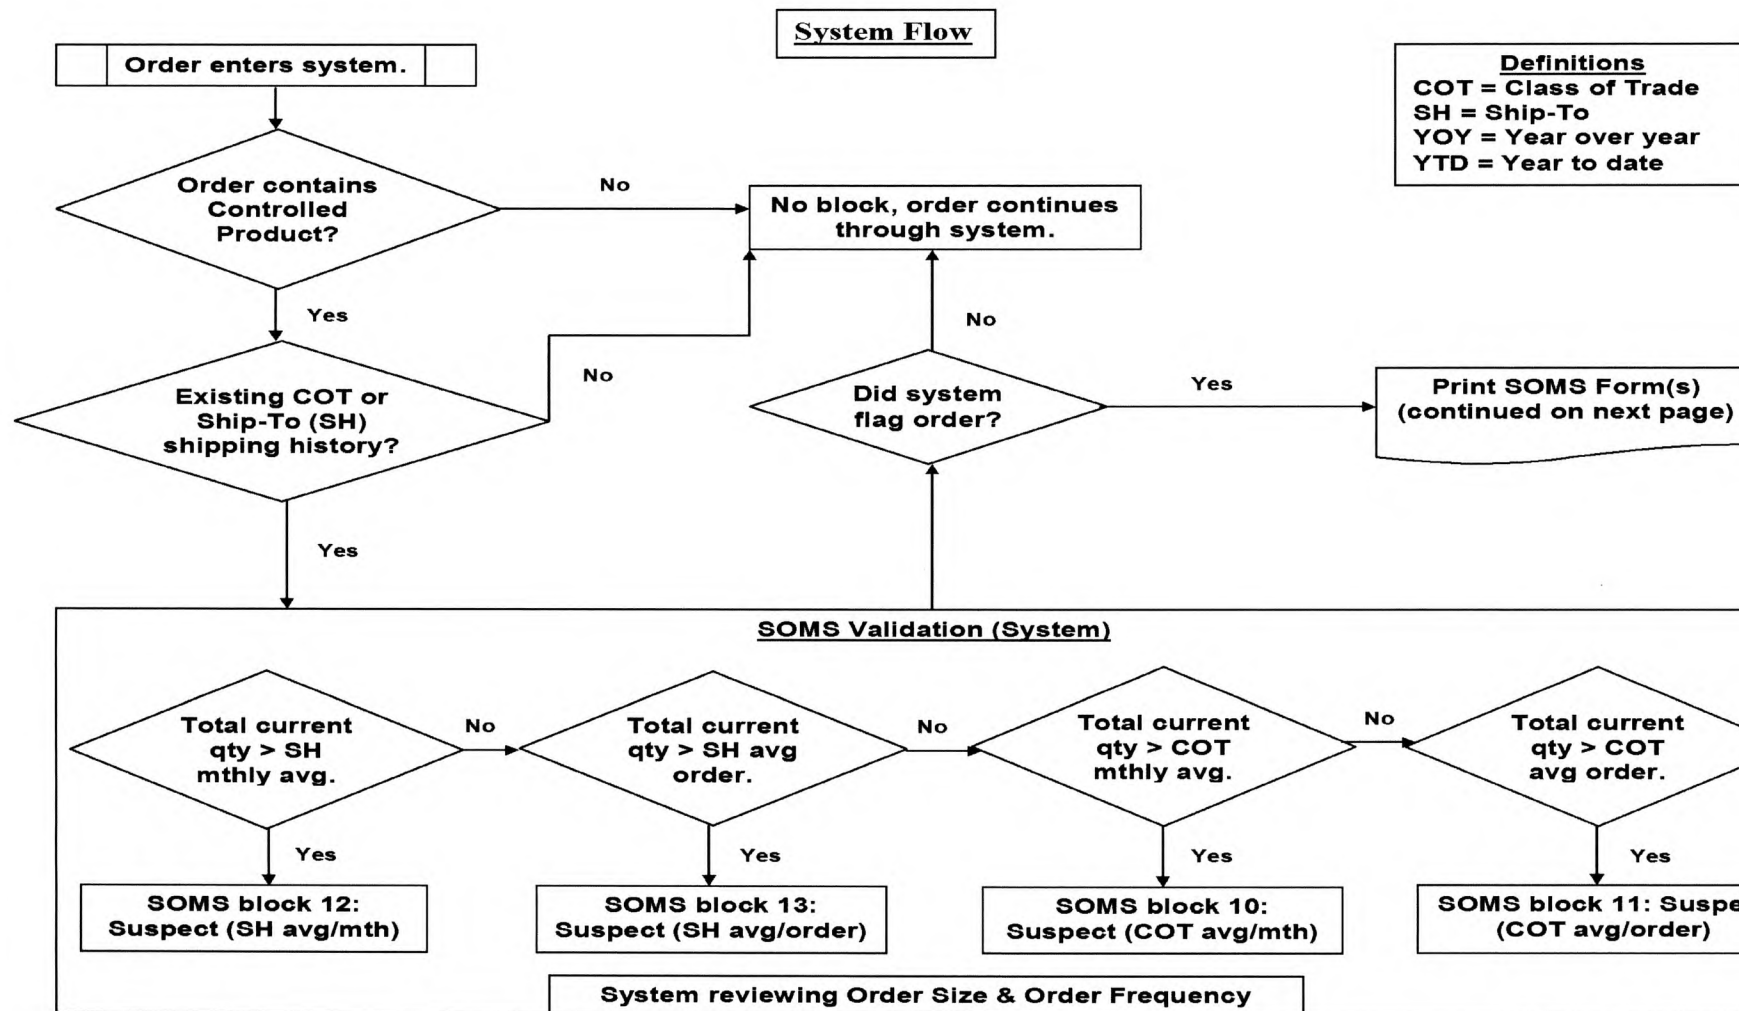 System Flow
Order enters system.
Definitions
COT = Class of Trade
SH = Ship-To
YOY = Year over year
YTD = Year to date
Order contains
Controlled
Product?
No
No block, order continues
through system.
Yes
No
Existing COT or
Ship-To (SH)
shipping history?
No
Did system
flag order?
Yes
Print SOMS Form(s)
(continued on next page)
Yes
SOMS Validation (System)
Total current
qty > SH
mthly avg.
No
Total current
qty > SH avg
order.
No
Total current
qty > COT
mthly avg.
No
Total current
qty > COT
avg order.
Yes
Yes
Yes
Yes
SOMS block 12:
Suspect (SH avg/mth)
SOMS block 13:
Suspect (SH avg/order)
SOMS block 10:
Suspect (COT avg/mth)
SOMS block 11: Suspe
(COT avg/order)
System reviewing Order Size & Order Frequency